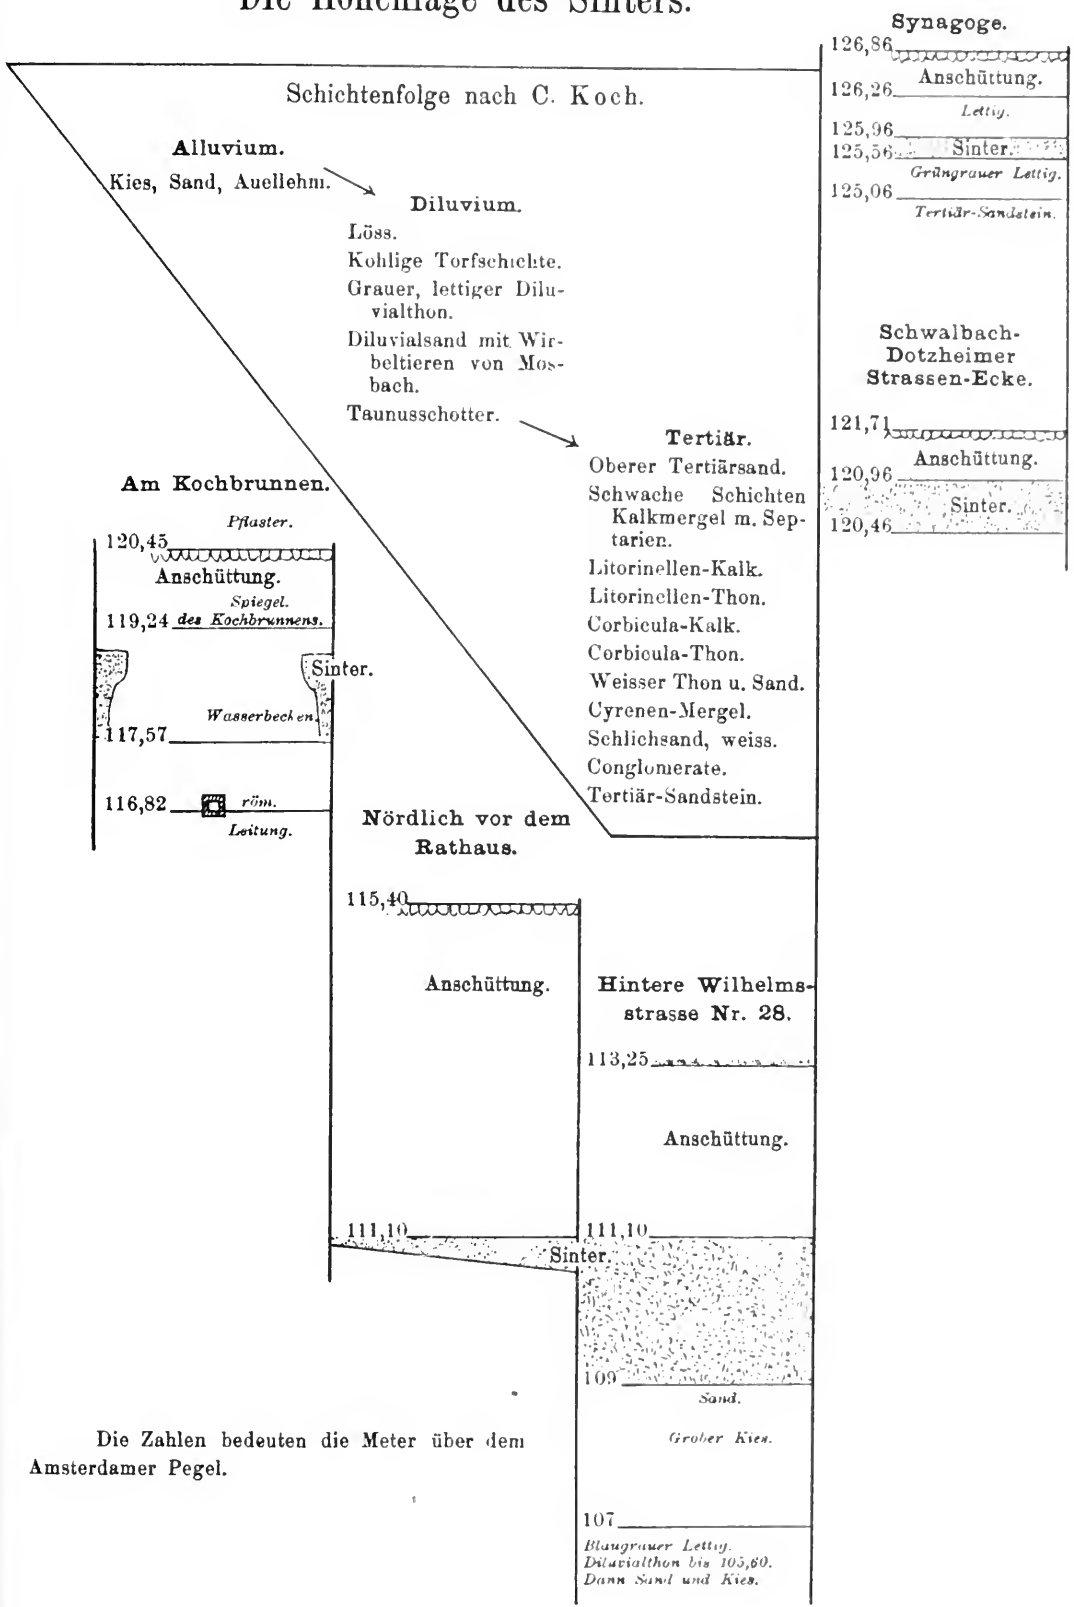 Die Höhenlage des Sinters.
Schichtenfolge nach C. Koch.
Alluvium.
Kies, Sand, Auellehm.
Diluvium.
Löss.
Kohlige Torfschichte.
Grauer, lettiger Dilu-
vialthon.
Diluvialsand mit Wir-
beltieren von Mos-
bach.
Taunusschotter.
Tertiär.
Oberer Tertiärsand.
Schwache Schichten
Kalkmergel m. Sep-
tarien.
Litorinellen-Kalk.
Litorinellen-Thon.
Corbicula-Kalk.
Corbicula-Thon.
Weisser Thon u. Sand.
Cyrenen-Mergel.
Schlichsand, weiss.
Conglomerate.
Tertiär-Sandstein.
Synagoge.
126,86
Anschüttung.
126,26
Lettig.
125,96
Sinter.
125,56
Grüngrauer Lettig.
125,06
Tertiär-Sandstein.
Schwalbach-
Dotzheimer
Strassen-Ecke.
121,71
Anschüttung.
120,96
Sinter.
120,46
Am Kochbrunnen.
Pflaster.
120,45
Anschüttung.
Spiegel.
119,24 des Kochbrunnens.
Sinter.
Wasserbecken.
117,57
116,82 röm.
Leitung.
Nördlich vor dem
Rathaus.
115,40
Anschüttung.
111,10
Sinter.
Hintere Wilhelms-
strasse Nr. 28.
113,25
Anschüttung.
111,10
109
Sand.
Grober Kies.
107
Blaugrauer Lettig.
Diluvialthon bis 105,60.
Dann Sand und Kies.
Die Zahlen bedeuten die Meter über dem
Amsterdamer Pegel.